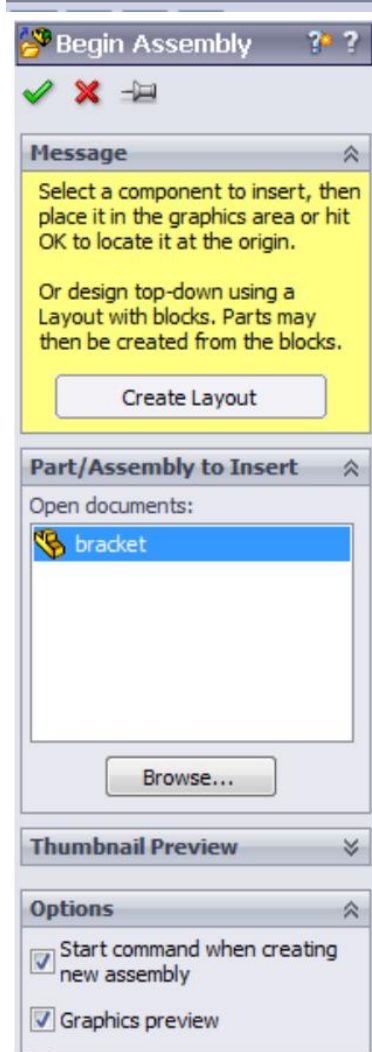 Begin Assembly ? ?
Message
Select a component to insert, then
place it in the graphics area or hit
OK to locate it at the origin.
Or design top-down using a
Layout with blocks. Parts may
then be created from the blocks.
Create Layout
Part/Assembly to Insert
Open documents:
bracket
Browse...
Thumbnail Preview
Options
Start command when creating
new assembly
Graphics preview